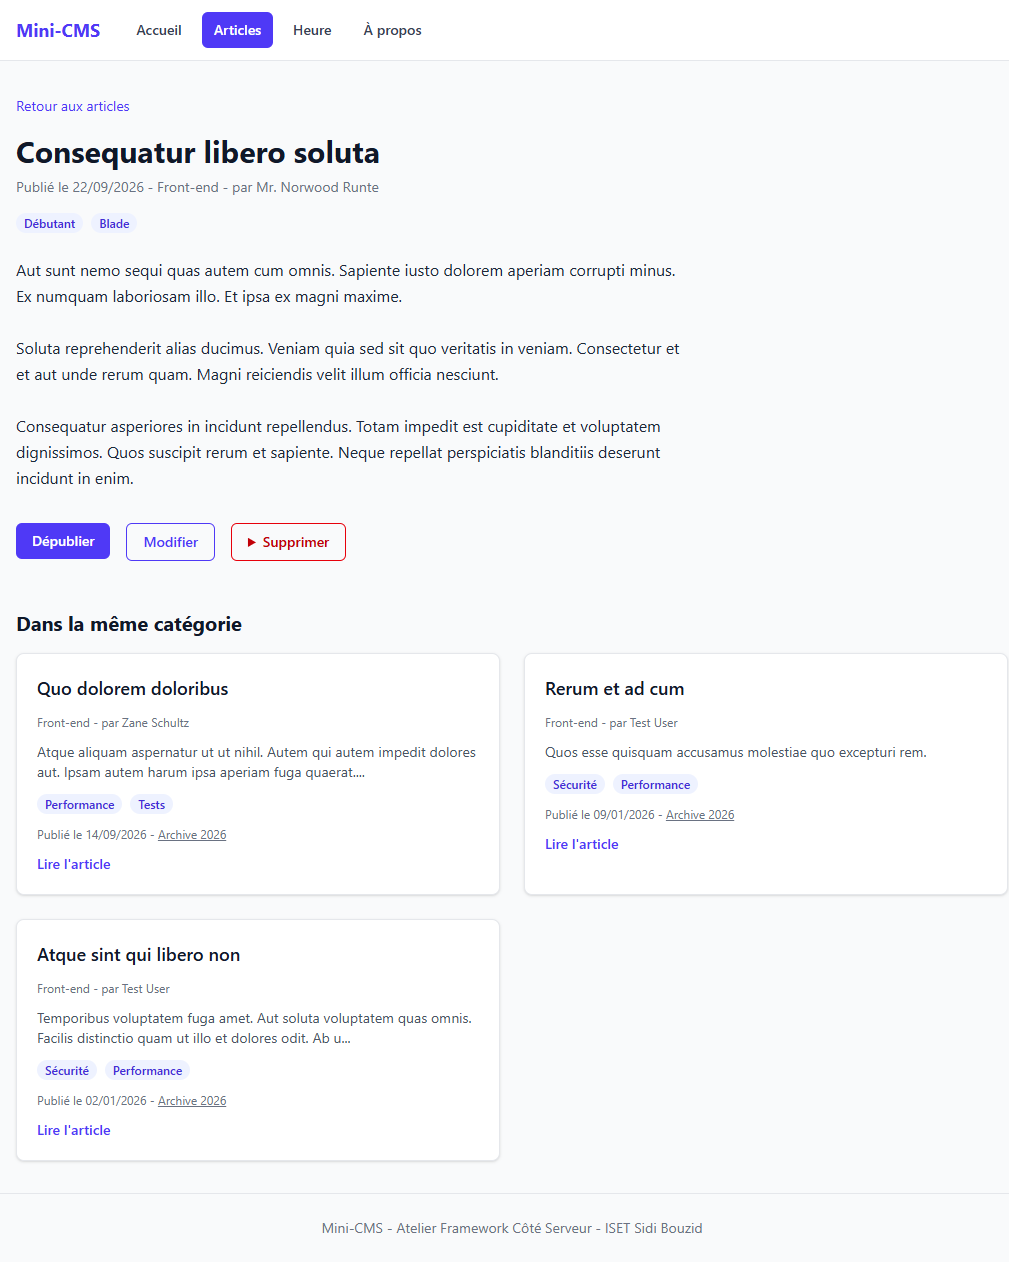 Mini-CMS Accueil Articles Heure À propos
Retour aux articles
Consequatur libero soluta
Publié le 22/09/2026 - Front-end - par Mr. Norwood Runte
Débutant Blade
Aut sunt nemo sequi quas autem cum omnis. Sapiente iusto dolorem aperiam corrupti minus.
Ex numquam laboriosam illo. Et ipsa ex magni maxime.
Soluta reprehenderit alias ducimus. Veniam quia sed sit quo veritatis in veniam. Consectetur et
et aut unde rerum quam. Magni reiciendis velit illum officia nesciunt.
Consequatur asperiores in incidunt repellendus. Totam impedit est cupiditate et voluptatem
dignissimos. Quos suscipit rerum et sapiente. Neque repellat perspiciatis blanditiis deserunt
incidunt in enim.
Dépublier Modifier ▶ Supprimer
Dans la même catégorie
Quo dolorem doloribus
Front-end - par Zane Schultz
Atque aliquam aspernatur ut ut nihil. Autem qui autem impedit dolores
aut. Ipsam autem harum ipsa aperiam fuga quaerat....
Performance Tests
Publié le 14/09/2026 - Archive 2026
Lire l'article
Rerum et ad cum
Front-end - par Test User
Quos esse quisquam accusamus molestiae quo excepturi rem.
Sécurité Performance
Publié le 09/01/2026 - Archive 2026
Lire l'article
Atque sint qui libero non
Front-end - par Test User
Temporibus voluptatem fuga amet. Aut soluta voluptatem quas omnis.
Facilis distinctio quam ut illo et dolores odit. Ab u...
Sécurité Performance
Publié le 02/01/2026 - Archive 2026
Lire l'article
Mini-CMS - Atelier Framework Côté Serveur - ISET Sidi Bouzid